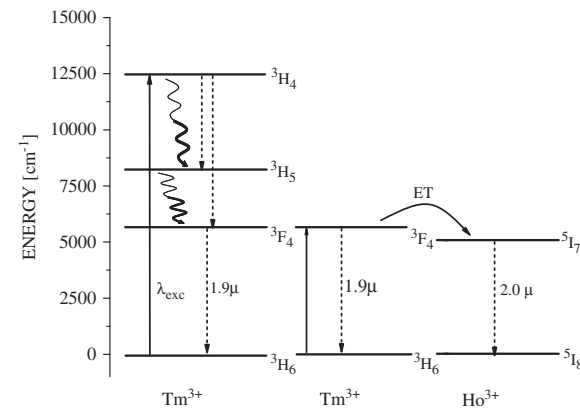 ENERGY [cm⁻¹]
15000
12500
10000
7500
5000
2500
0
³H₄
³H₅
³F₄
³H₆
λexc
1.9μ
Tm³⁺
³F₄
³H₆
1.9μ
Tm³⁺
ET
⁵I₇
2.0 μ
⁵I₈
Ho³⁺